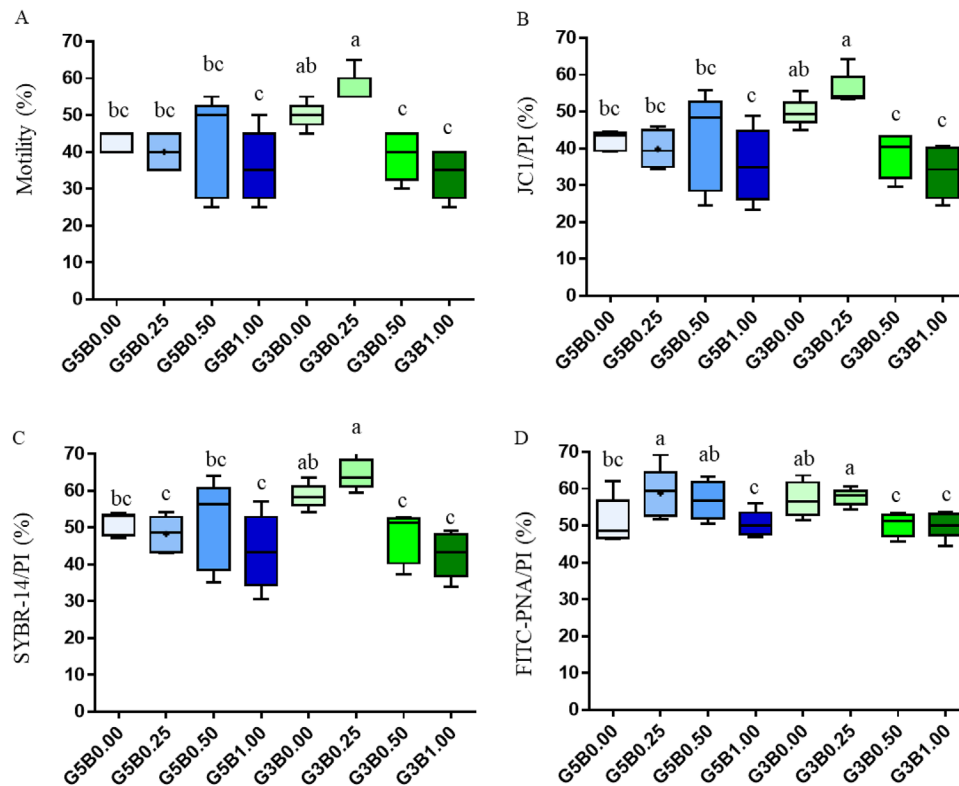 A
Motility (%)
70
60
50
40
30
20
10
0
bc
bc
bc
c
ab
a
c
c
G5B0.00
G5B0.25
G5B0.50
G5B1.00
G3B0.00
G3B0.25
G3B0.50
G3B1.00
B
JC1/PI (%)
70
60
50
40
30
20
10
0
bc
bc
bc
c
ab
a
c
c
G5B0.00
G5B0.25
G5B0.50
G5B1.00
G3B0.00
G3B0.25
G3B0.50
G3B1.00
C
SYBR-14/PI (%)
70
60
50
40
30
20
10
0
bc
c
bc
c
ab
a
c
c
G5B0.00
G5B0.25
G5B0.50
G5B1.00
G3B0.00
G3B0.25
G3B0.50
G3B1.00
D
FITC-PNA/PI (%)
70
60
50
40
30
20
10
0
bc
a
ab
c
ab
a
c
c
G5B0.00
G5B0.25
G5B0.50
G5B1.00
G3B0.00
G3B0.25
G3B0.50
G3B1.00